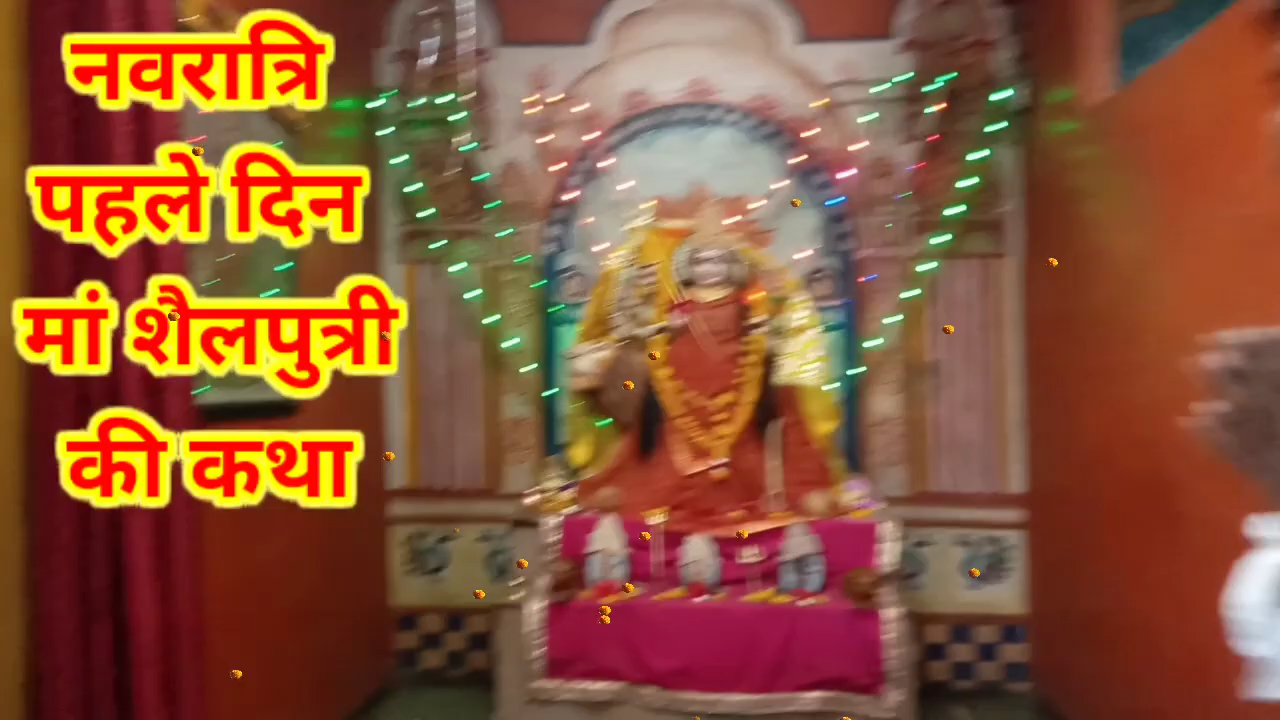 नवरात्रि
पहले दिन
मां शैलपुत्री
की कथा